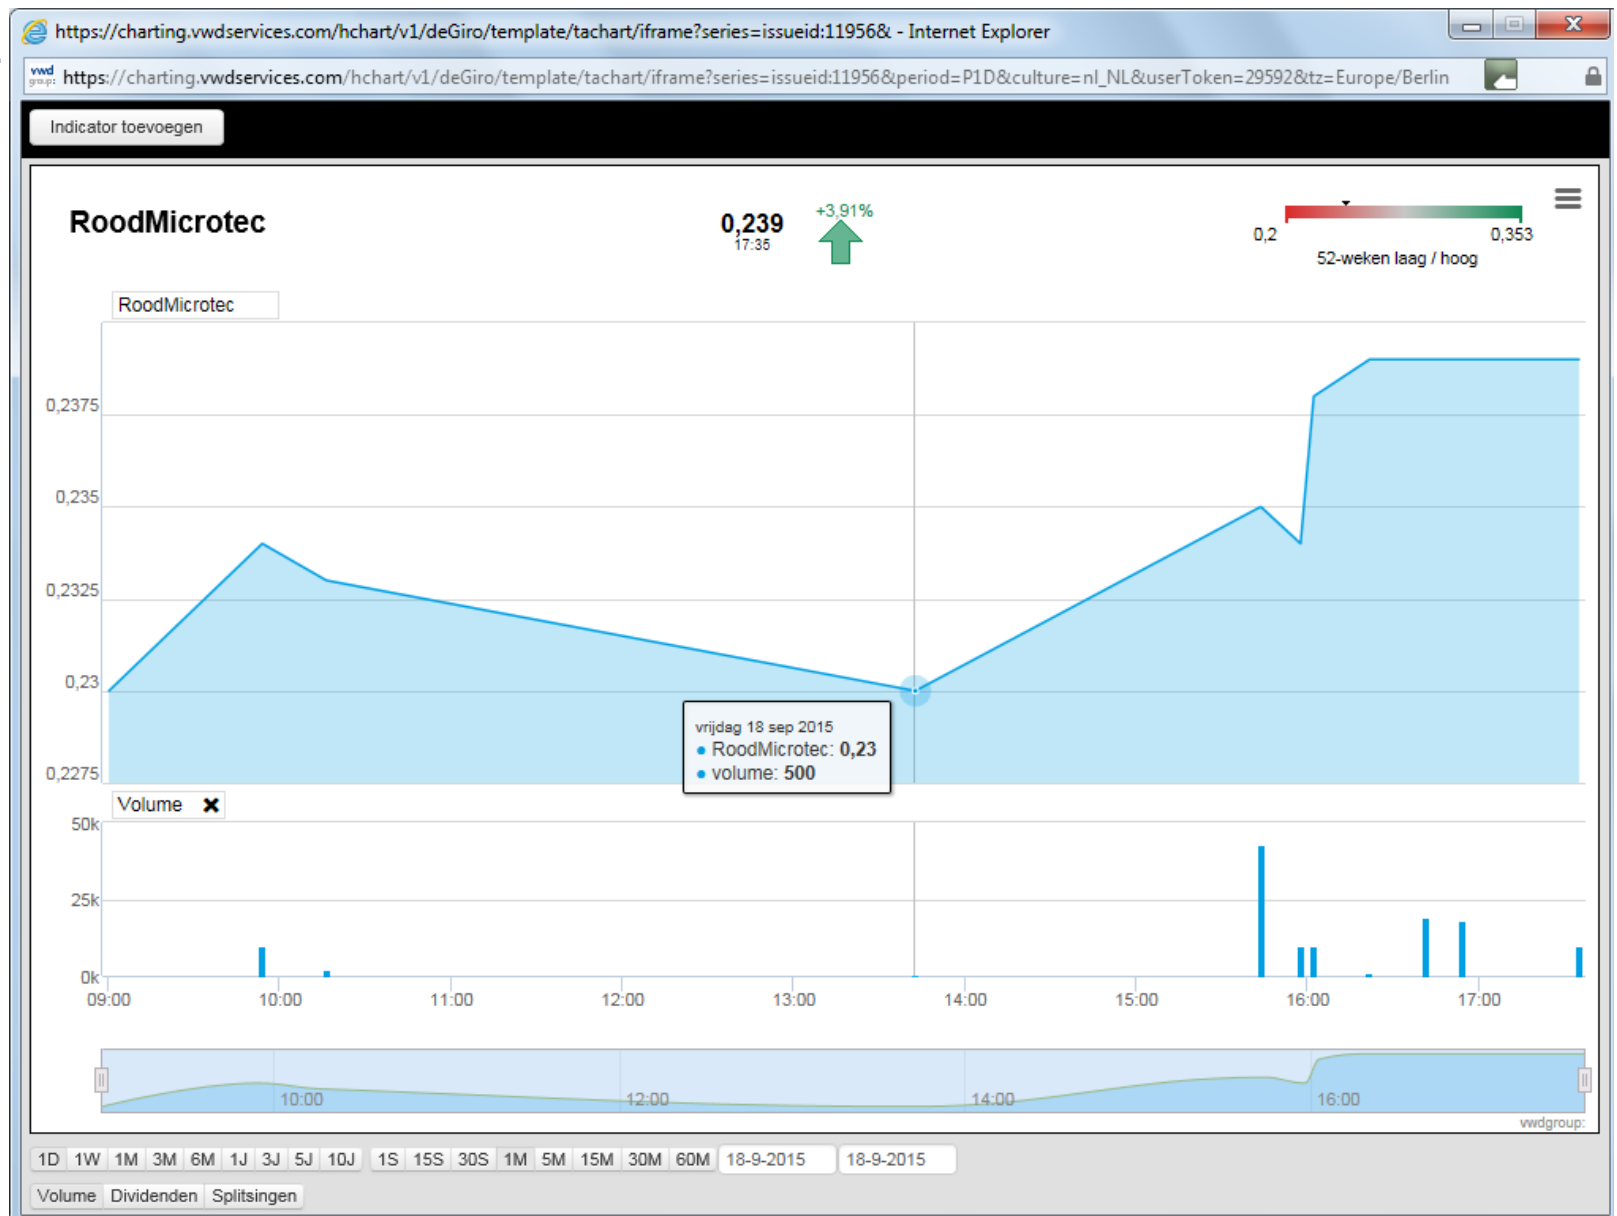 https://charting.vwdservices.com/hchart/v1/deGiro/template/tachart/iframe?series=issueid:11956& - Internet Explorer
vwd group: https://charting.vwdservices.com/hchart/v1/deGiro/template/tachart/iframe?series=issueid:11956&period=P1D&culture=nl_NL&userToken=29592&tz=Europe/Berlin
Indicator toevoegen
RoodMicrotec
0,239
17:35
+3,91%
0,2 0,353
52-weken laag / hoog
RoodMicrotec
0,2375
0,235
0,2325
0,23
0,2275
vrijdag 18 sep 2015
RoodMicrotec: 0,23
volume: 500
Volume
50k
25k
0k
09:00 10:00 11:00 12:00 13:00 14:00 15:00 16:00 17:00
10:00 12:00 14:00 16:00
vwdgroup:
1D 1W 1M 3M 6M 1J 3J 5J 10J 1S 15S 30S 1M 5M 15M 30M 60M 18-9-2015 18-9-2015
Volume Dividenden Splitsingen